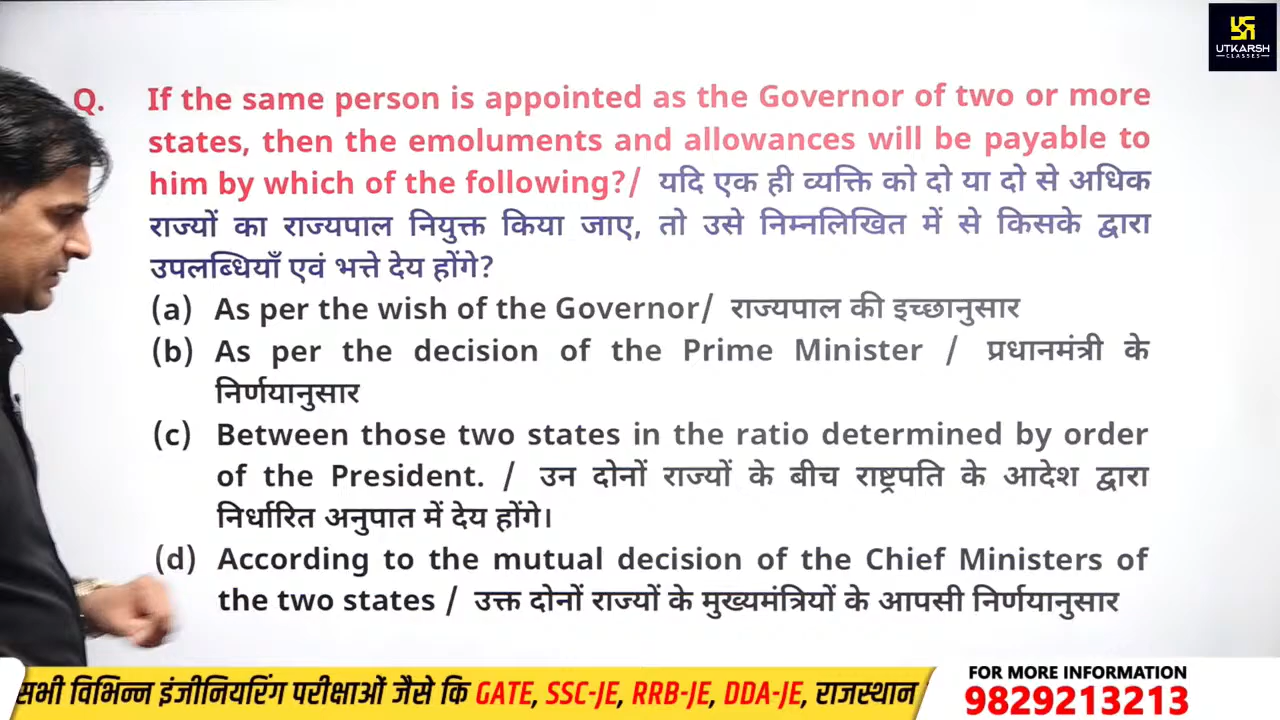 UTKARSH
CLASSES
Q. If the same person is appointed as the Governor of two or more
states, then the emoluments and allowances will be payable to
him by which of the following?/ यदि एक ही व्यक्ति को दो या दो से अधिक
राज्यों का राज्यपाल नियुक्त किया जाए, तो उसे निम्नलिखित में से किसके द्वारा
उपलब्धियाँ एवं भत्ते देय होंगे?
(a) As per the wish of the Governor/ राज्यपाल की इच्छानुसार
(b) As per the decision of the Prime Minister / प्रधानमंत्री के
निर्णयानुसार
(c) Between those two states in the ratio determined by order
of the President. / उन दोनों राज्यों के बीच राष्ट्रपति के आदेश द्वारा
निर्धारित अनुपात में देय होंगे।
(d) According to the mutual decision of the Chief Ministers of
the two states / उक्त दोनों राज्यों के मुख्यमंत्रियों के आपसी निर्णयानुसार
सभी विभिन्न इंजीनियरिंग परीक्षाओं जैसे कि GATE, SSC-JE, RRB-JE, DDA-JE, राजस्थान
FOR MORE INFORMATION
9829213213